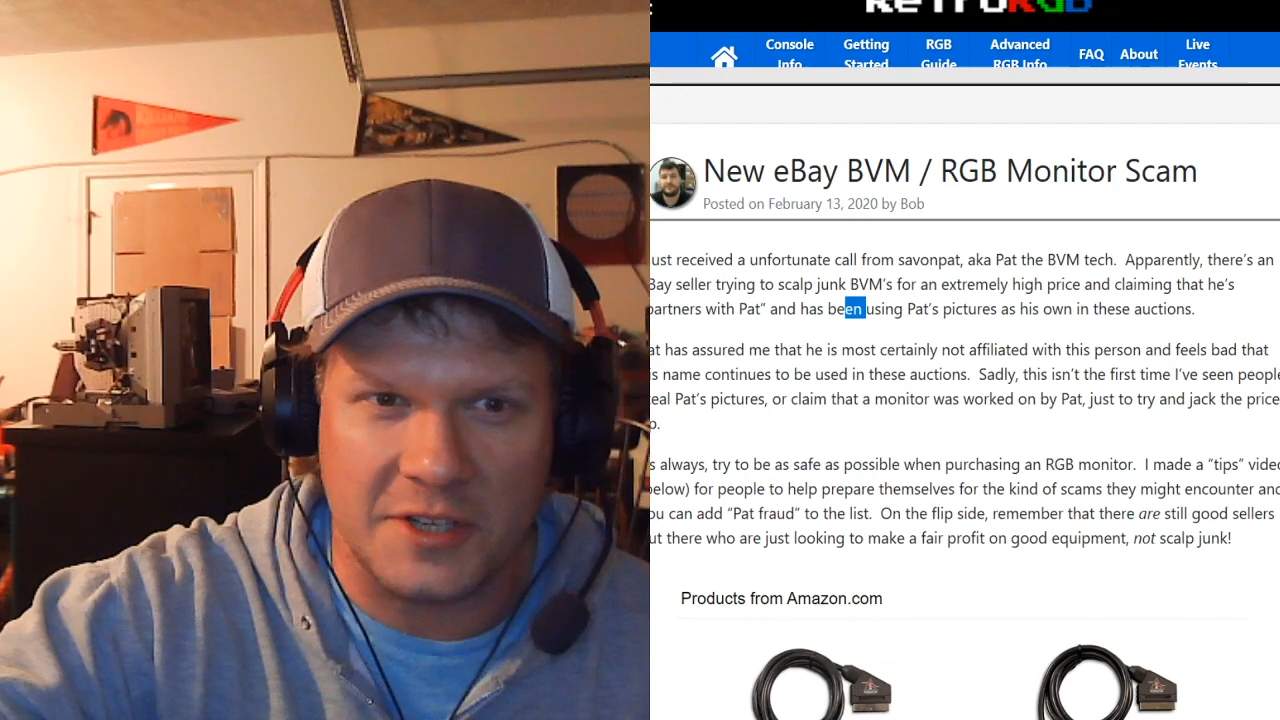 RetroRGB
Console
Info
Getting
Started
RGB
Guide
Advanced
RGB Info
FAQ
About
Live
Events
New eBay BVM / RGB Monitor Scam
Posted on February 13, 2020 by Bob
ust received a unfortunate call from savonpat, aka Pat the BVM tech. Apparently, there’s an
Bay seller trying to scalp junk BVM’s for an extremely high price and claiming that he’s
partners with Pat” and has been using Pat’s pictures as his own in these auctions.
at has assured me that he is most certainly not affiliated with this person and feels bad that
s name continues to be used in these auctions. Sadly, this isn’t the first time I’ve seen people
eal Pat’s pictures, or claim that a monitor was worked on by Pat, just to try and jack the price
p.
s always, try to be as safe as possible when purchasing an RGB monitor. I made a “tips” video
below) for people to help prepare themselves for the kind of scams they might encounter and
ou can add “Pat fraud” to the list. On the flip side, remember that there are still good sellers
ut there who are just looking to make a fair profit on good equipment, not scalp junk!
Products from Amazon.com